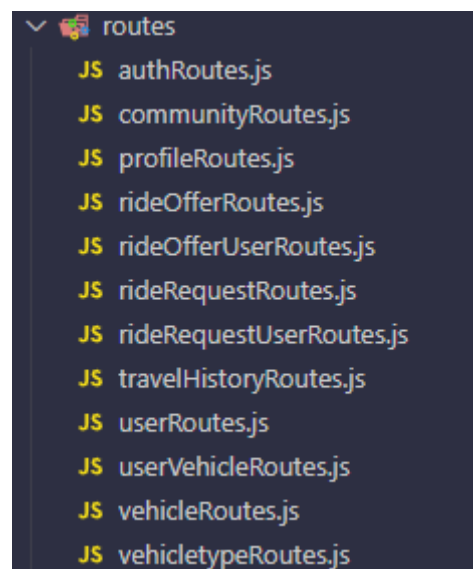 routes
JS authRoutes.js
JS communityRoutes.js
JS profileRoutes.js
JS rideOfferRoutes.js
JS rideOfferUserRoutes.js
JS rideRequestRoutes.js
JS rideRequestUserRoutes.js
JS travelHistoryRoutes.js
JS userRoutes.js
JS userVehicleRoutes.js
JS vehicleRoutes.js
JS vehicletypeRoutes.js